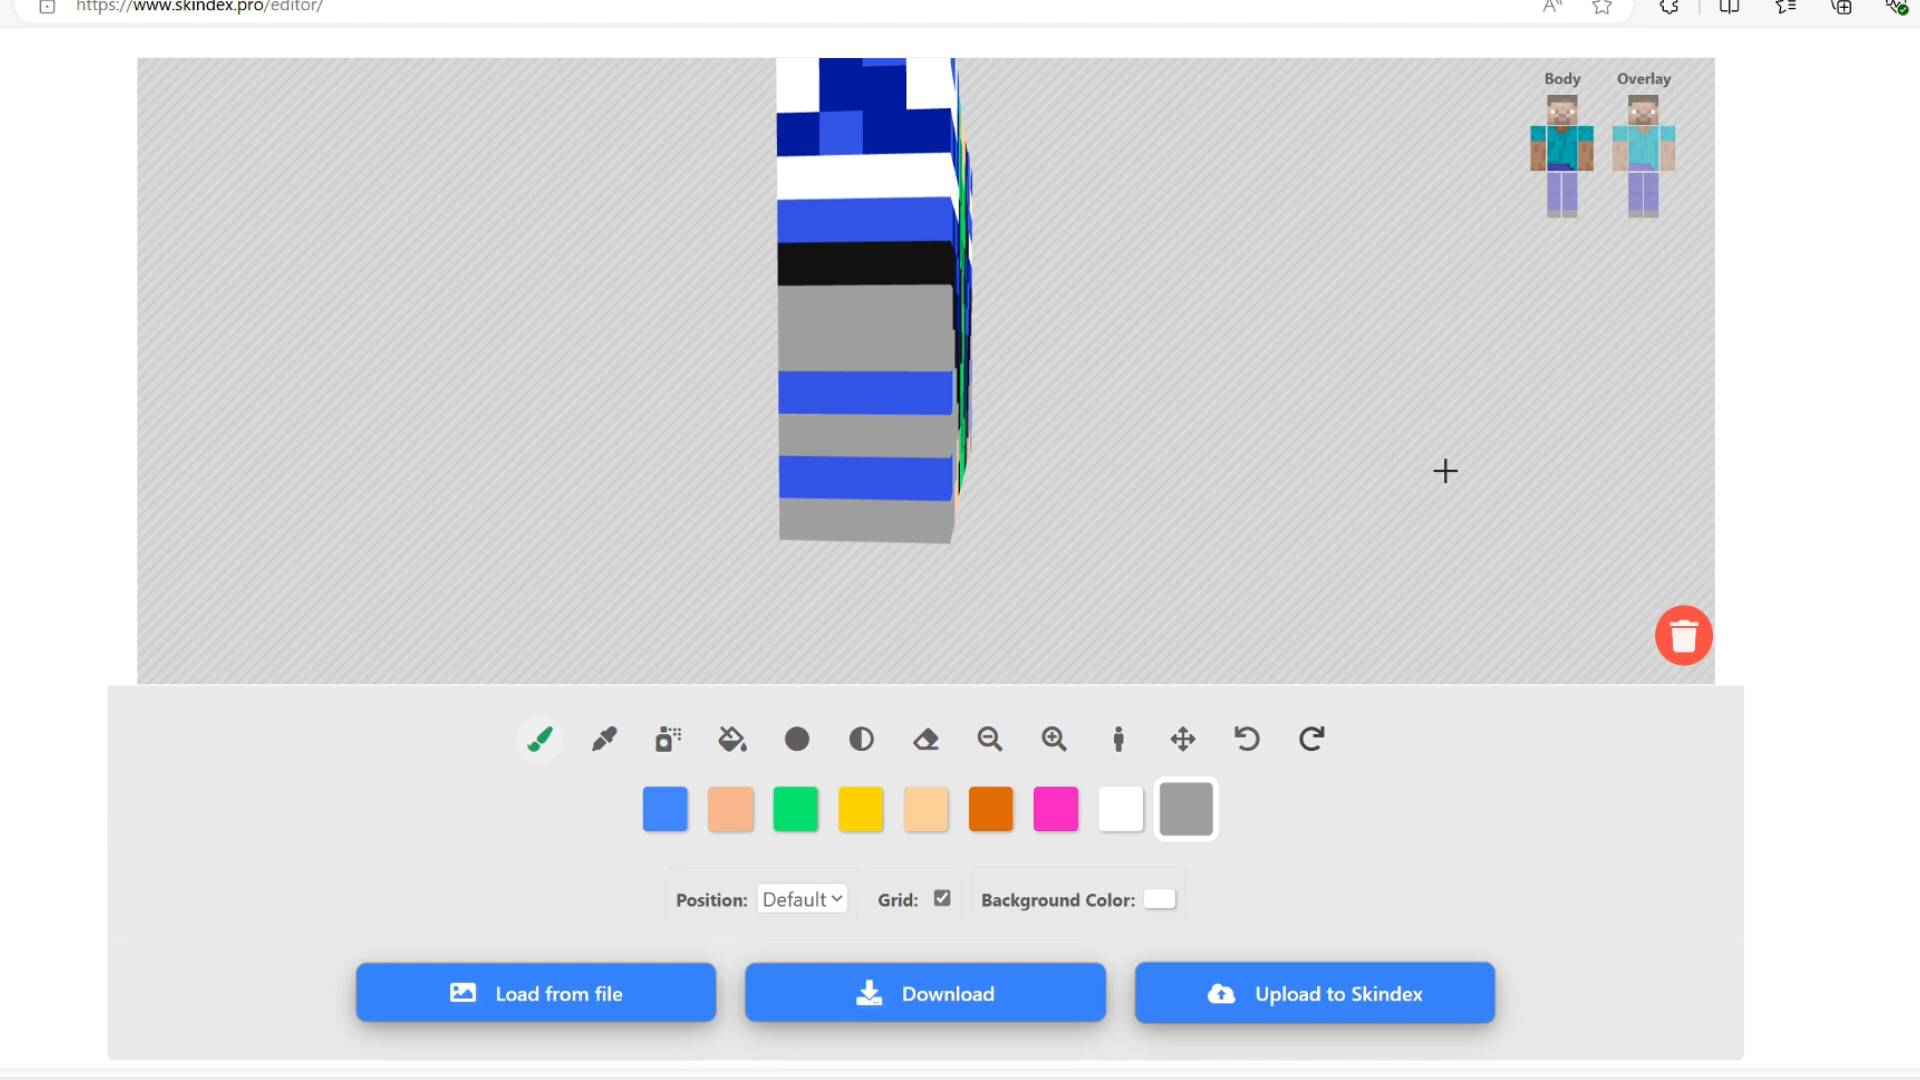 https://www.skindex.pro/editor/
Body Overlay
Position: Default Grid: Background Color:
Load from file Download Upload to Skindex